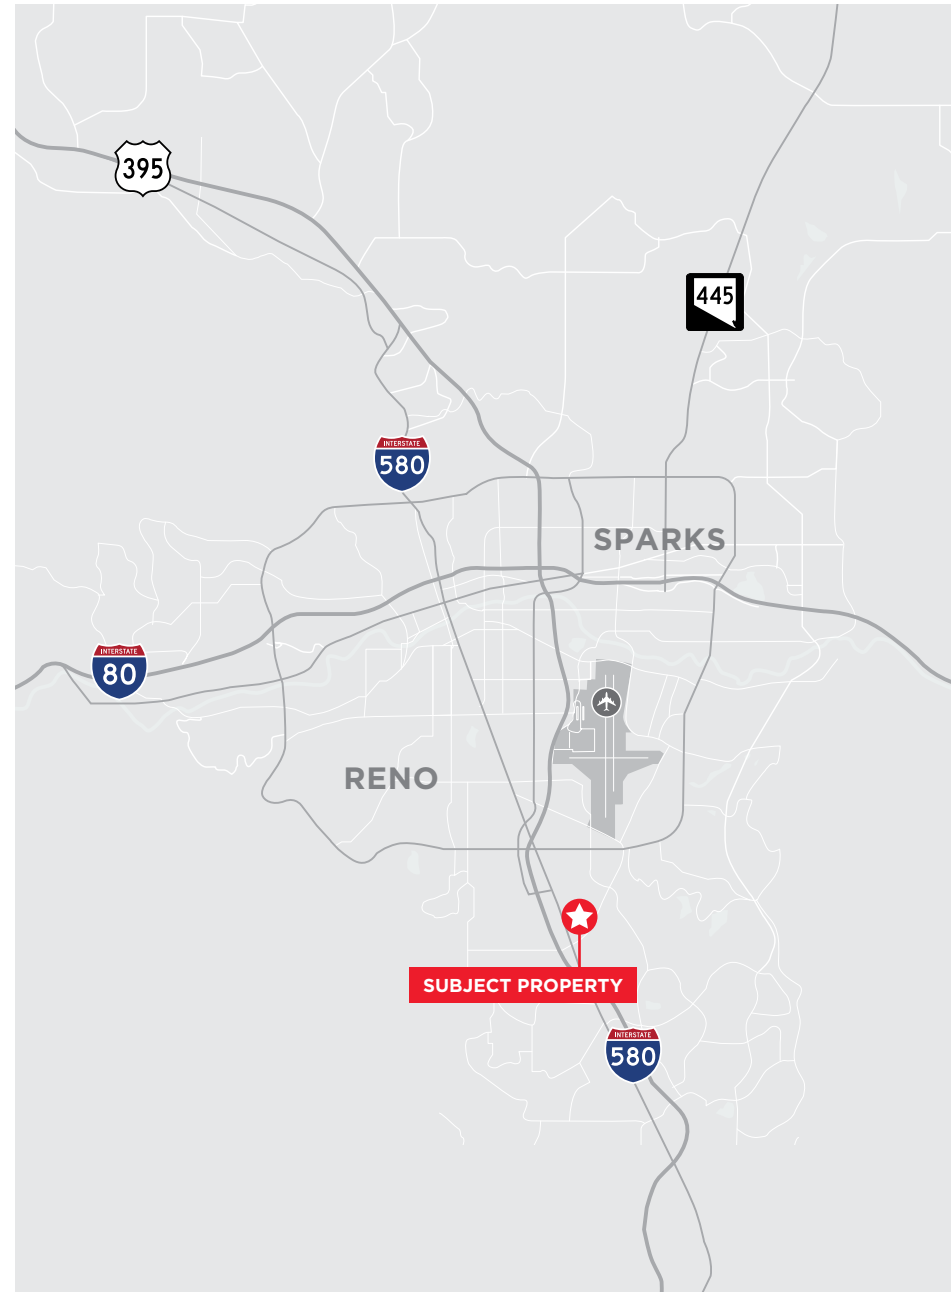 395
445
INTERSTATE
580
SPARKS
INTERSTATE
80
RENO
SUBJECT PROPERTY
INTERSTATE
580